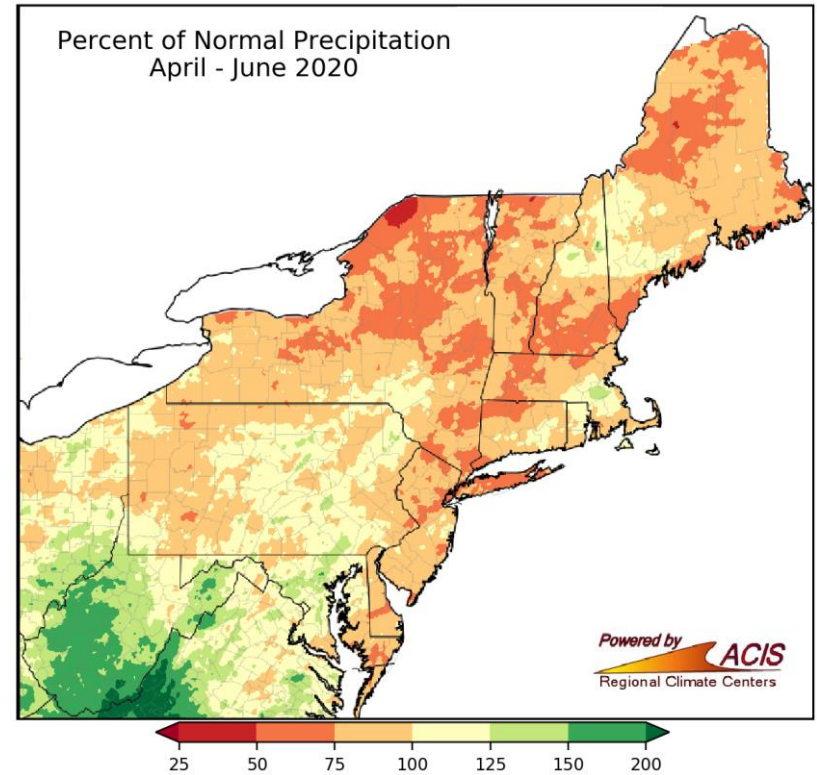 Percent of Normal Precipitation
April - June 2020
Powered by
ACIS
Regional Climate Centers
25 50 75 100 125 150 200